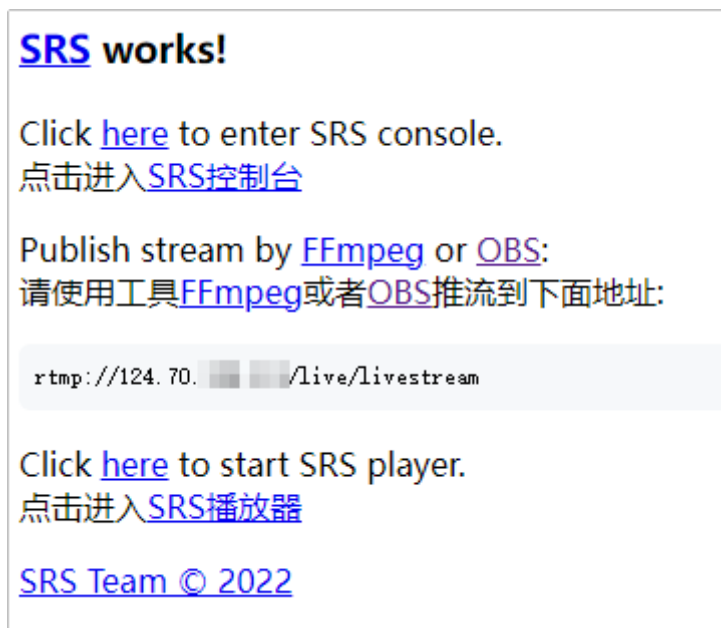 SRS works!
Click here to enter SRS console.
点击进入SRS控制台
Publish stream by FFmpeg or OBS:
请使用工具FFmpeg或者OBS推流到下面地址:
rtmp://124.70. /live/livestream
Click here to start SRS player.
点击进入SRS播放器
SRS Team © 2022